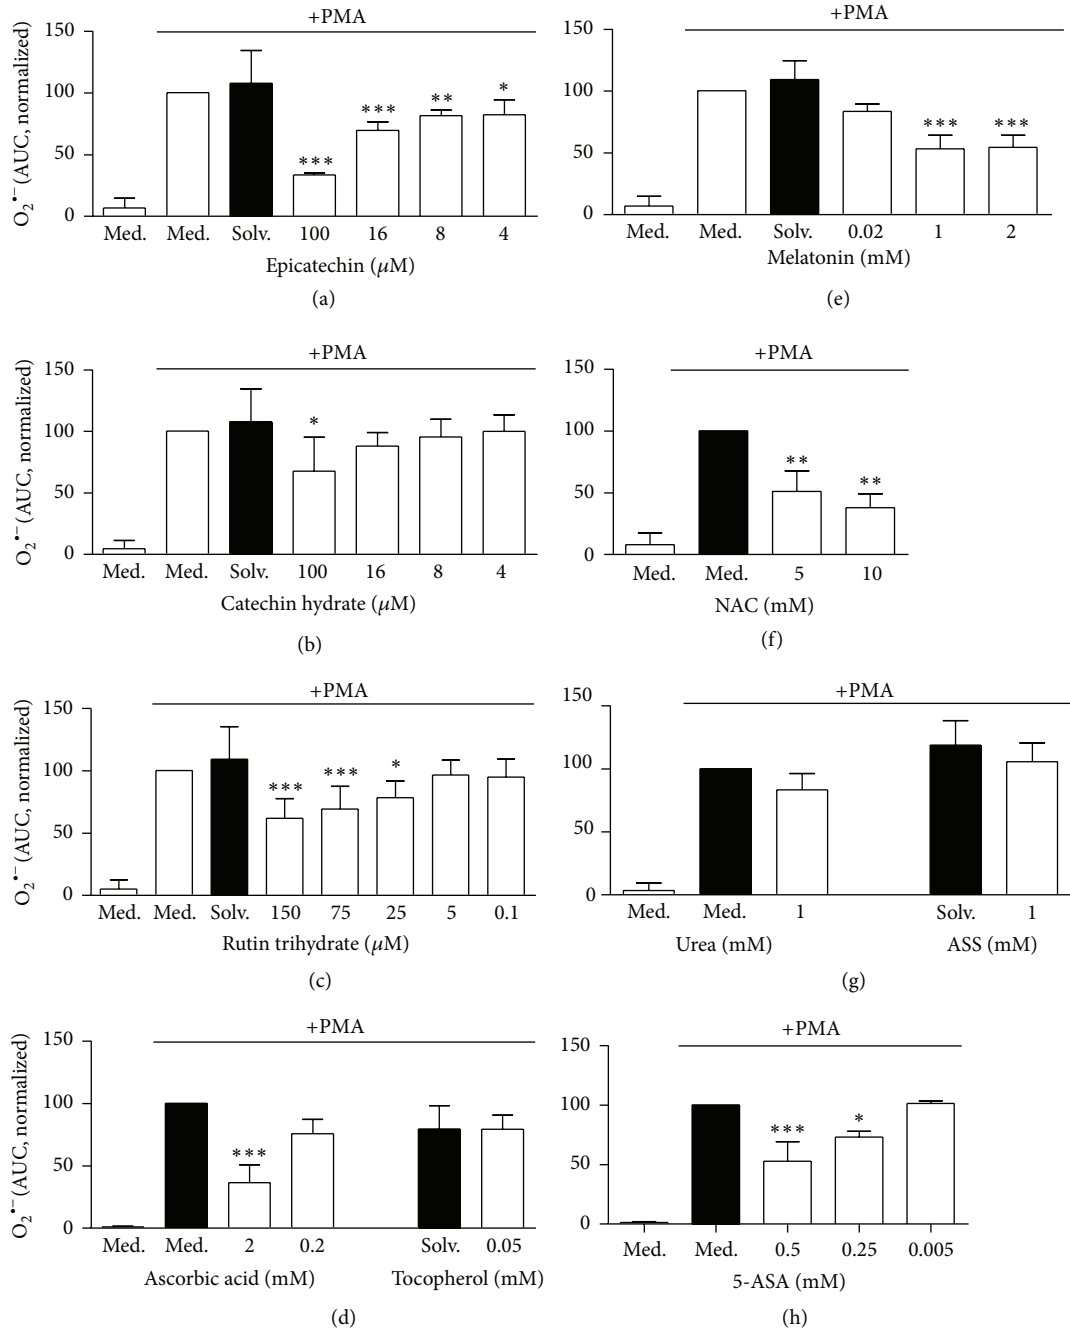 +PMA
O2•− (AUC, normalized)
150
100
50
0
*** *** ** *
Med. Med. Solv. 100 16 8 4
Epicatechin (μM)
(a)
+PMA
150
100
50
0
*** ***
Med. Med. Solv. 0.02 1 2
Melatonin (mM)
(e)
+PMA
O2•− (AUC, normalized)
150
100
50
0
*
Med. Med. Solv. 100 16 8 4
Catechin hydrate (μM)
(b)
+PMA
150
100
50
0
** **
Med. Med. 5 10
NAC (mM)
(f)
+PMA
O2•− (AUC, normalized)
150
100
50
0
*** *** *
Med. Med. Solv. 150 75 25 5 0.1
Rutin trihydrate (μM)
(c)
+PMA
150
100
50
0
Med. Med. 1 Solv. 1
Urea (mM) ASS (mM)
(g)
+PMA
O2•− (AUC, normalized)
150
100
50
0
***
Med. Med. 2 0.2 Solv. 0.05
Ascorbic acid (mM) Tocopherol (mM)
(d)
+PMA
150
100
50
0
*** *
Med. Med. 0.5 0.25 0.005
5-ASA (mM)
(h)